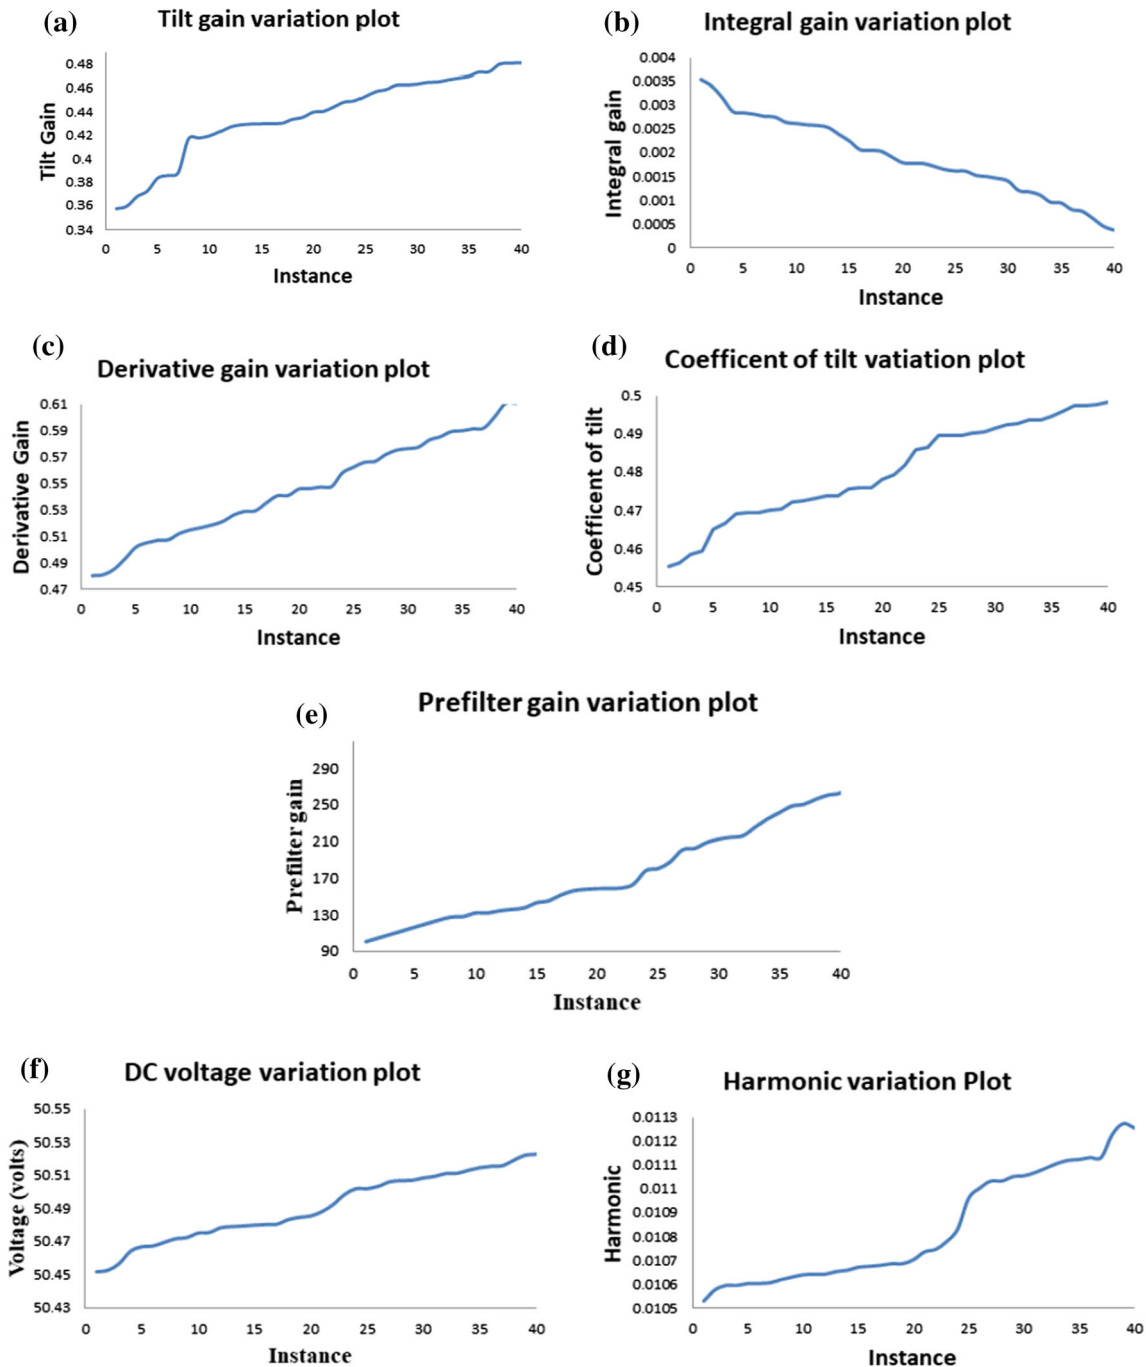 (a)
Tilt gain variation plot
0.48
0.46
0.44
0.42
0.4
0.38
0.36
0.34
Tilt Gain
0 5 10 15 20 25 30 35 40
Instance
(b)
Integral gain variation plot
0.004
0.0035
0.003
0.0025
0.002
0.0015
0.001
0.0005
0
Integral gain
0 5 10 15 20 25 30 35 40
Instance
(c)
Derivative gain variation plot
0.61
0.59
0.57
0.55
0.53
0.51
0.49
0.47
Derivative Gain
0 5 10 15 20 25 30 35 40
Instance
(d)
Coefficent of tilt vatiation plot
0.5
0.49
0.48
0.47
0.46
0.45
Coefficent of tilt
0 5 10 15 20 25 30 35 40
Instance
(e)
Prefilter gain variation plot
290
250
210
170
130
90
Prefilter gain
0 5 10 15 20 25 30 35 40
Instance
(f)
DC voltage variation plot
50.55
50.53
50.51
50.49
50.47
50.45
50.43
Voltage (volts)
0 5 10 15 20 25 30 35 40
Instance
(g)
Harmonic variation Plot
0.0113
0.0112
0.0111
0.011
0.0109
0.0108
0.0107
0.0106
0.0105
Harmonic
0 5 10 15 20 25 30 35 40
Instance